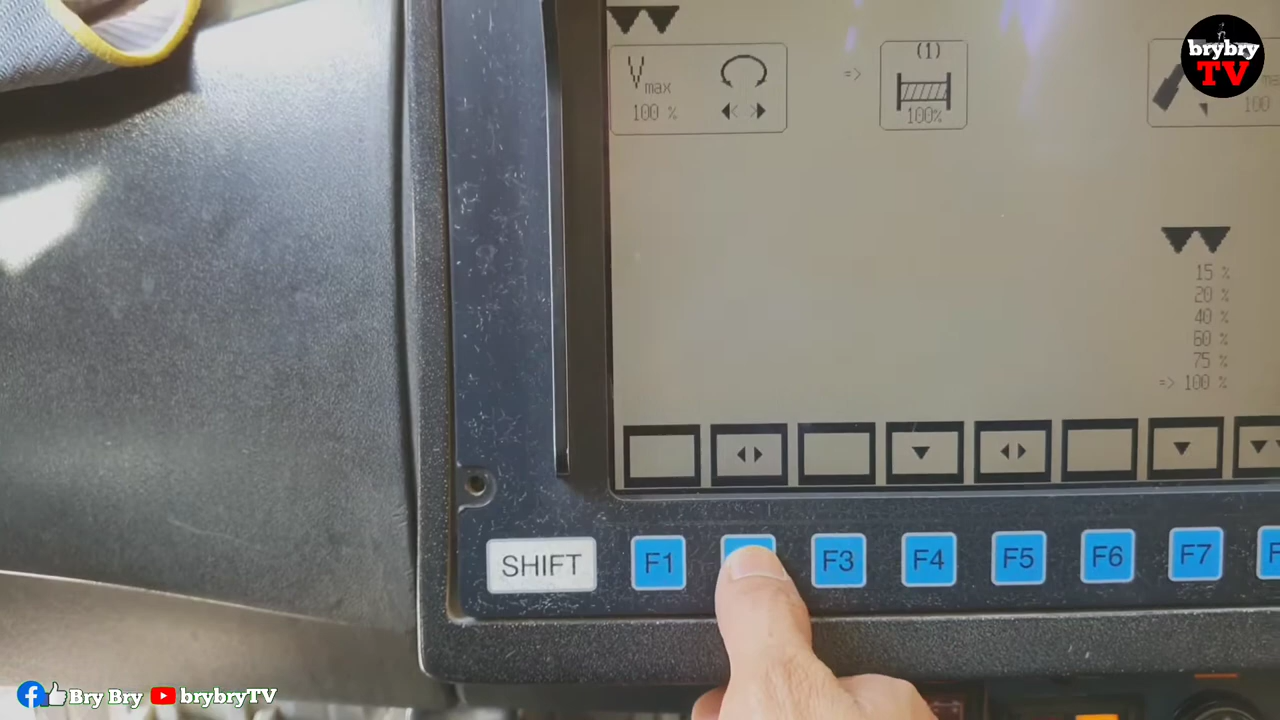 brybry
TV
V max
100 %
=>
(1)
100%
100
15 %
20 %
40 %
60 %
75 %
=> 100 %
SHIFT
F1
F3
F4
F5
F6
F7
Bry Bry
brybryTV